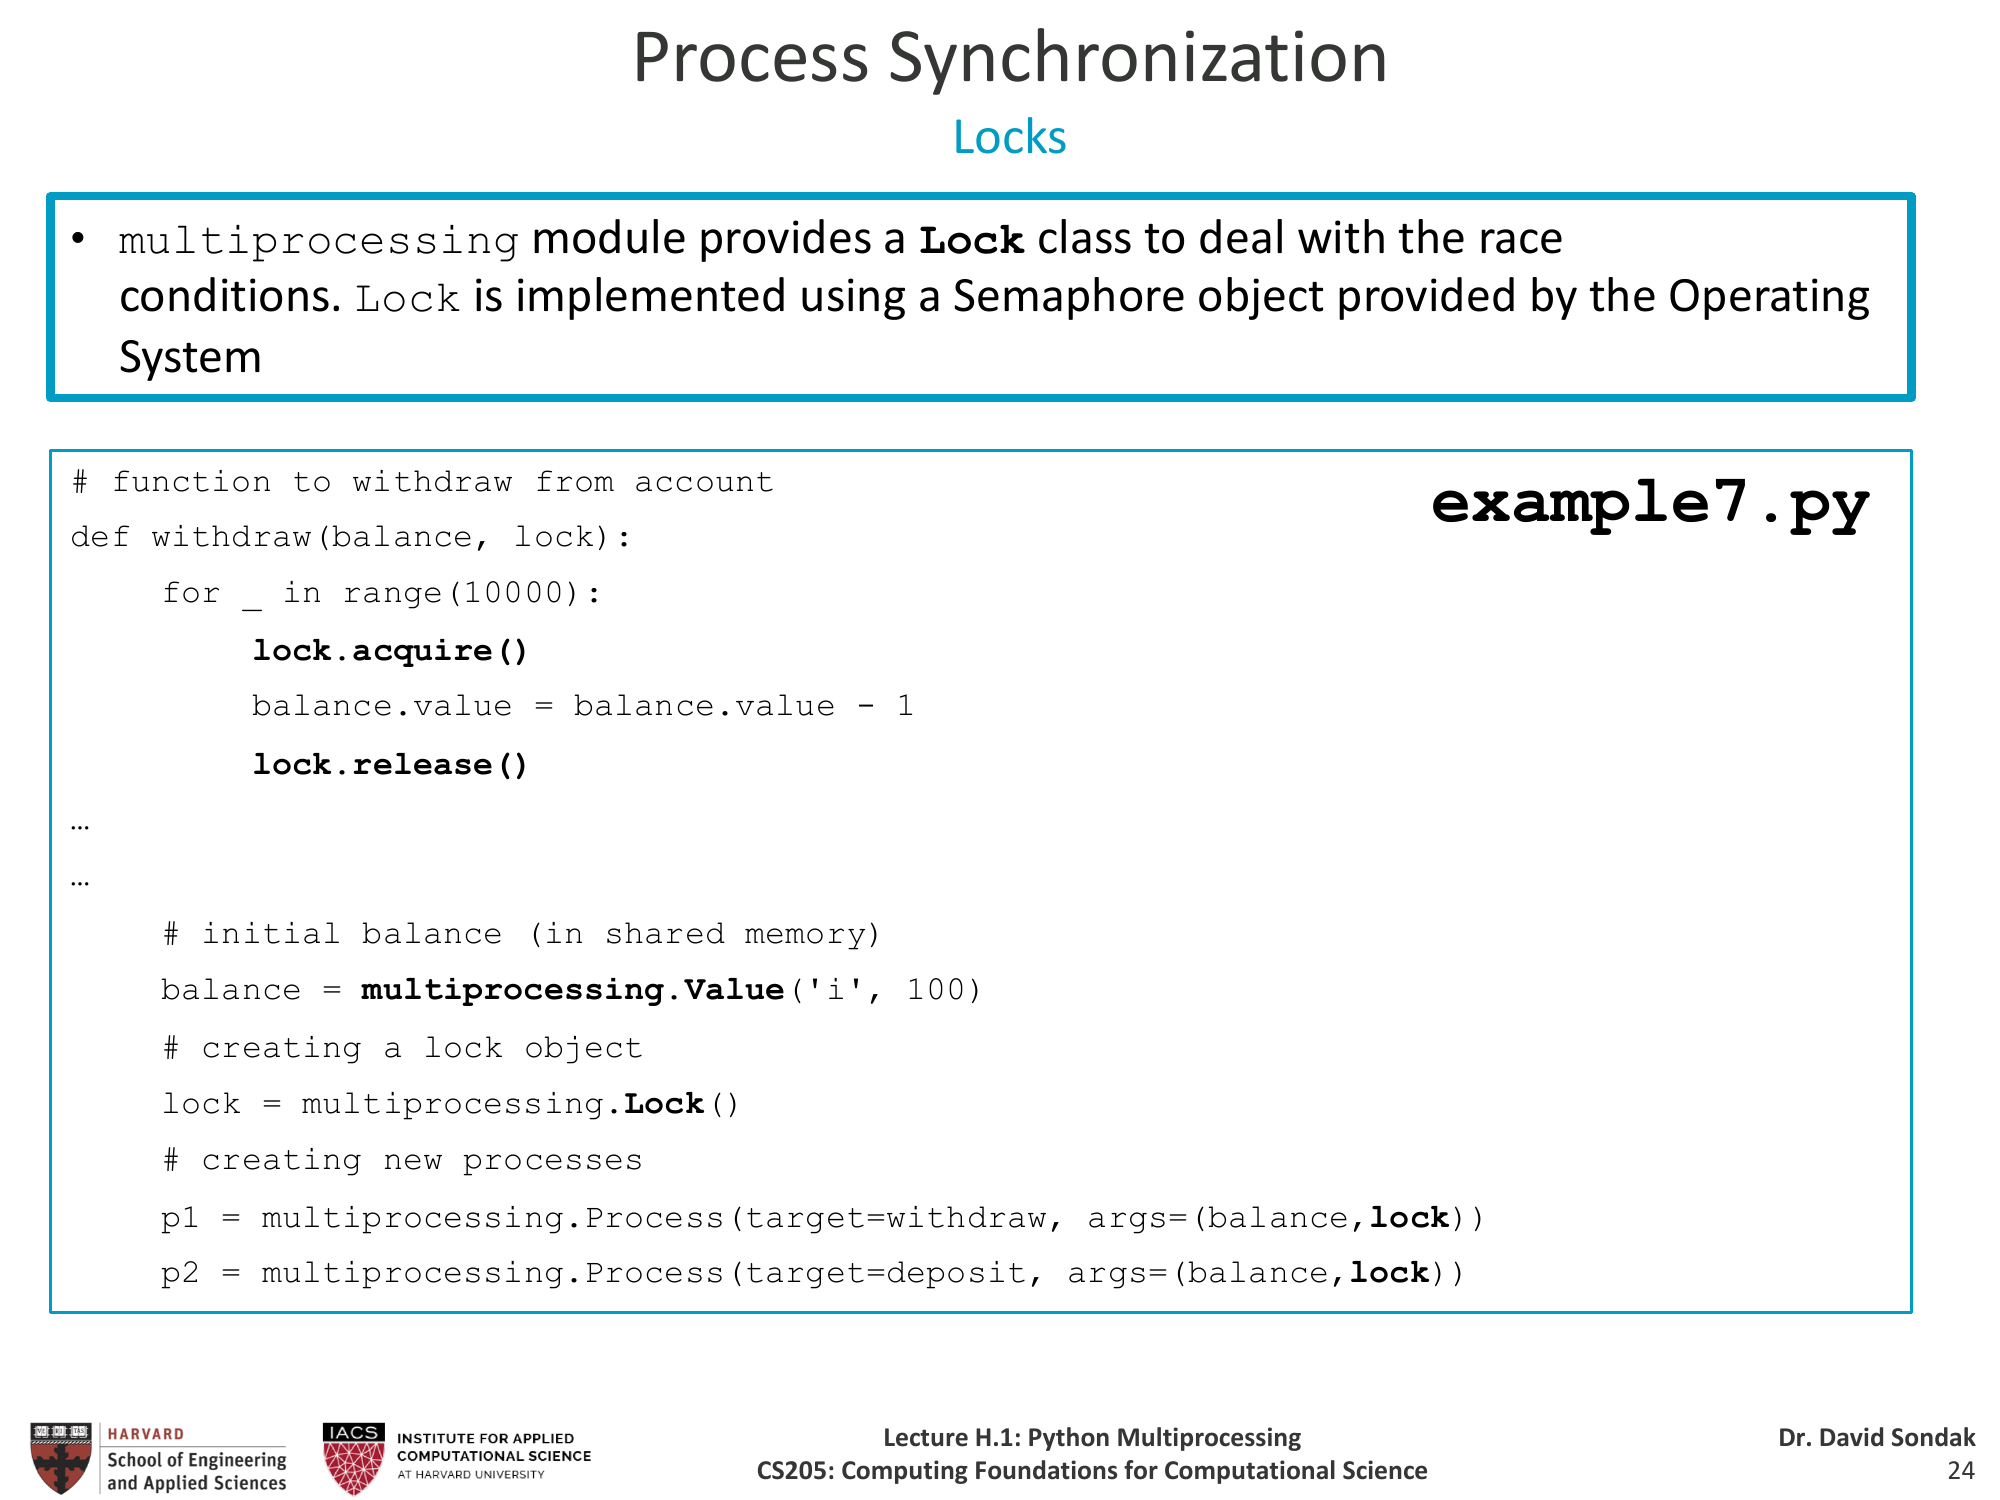 Process Synchronization
Locks
• multiprocessing module provides a Lock class to deal with the race
conditions. Lock is implemented using a Semaphore object provided by the Operating
System
example7.py
# function to withdraw from account
def withdraw(balance, lock):
    for _ in range(10000):
        lock.acquire()
        balance.value = balance.value - 1
        lock.release()
…
…
    # initial balance (in shared memory)
    balance = multiprocessing.Value('i', 100)
    # creating a lock object
    lock = multiprocessing.Lock()
    # creating new processes
    p1 = multiprocessing.Process(target=withdraw, args=(balance,lock))
    p2 = multiprocessing.Process(target=deposit, args=(balance,lock))
HARVARD
School of Engineering
and Applied Sciences
IACS
INSTITUTE FOR APPLIED
COMPUTATIONAL SCIENCE
AT HARVARD UNIVERSITY
Lecture H.1: Python Multiprocessing
CS205: Computing Foundations for Computational Science
Dr. David Sondak
24